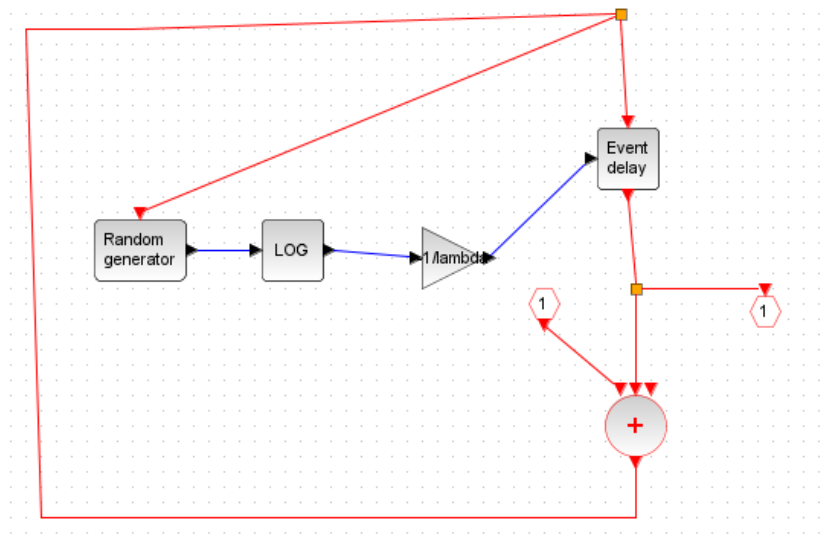 Event
delay
Random
generator
LOG
1/lambda
1
1
+